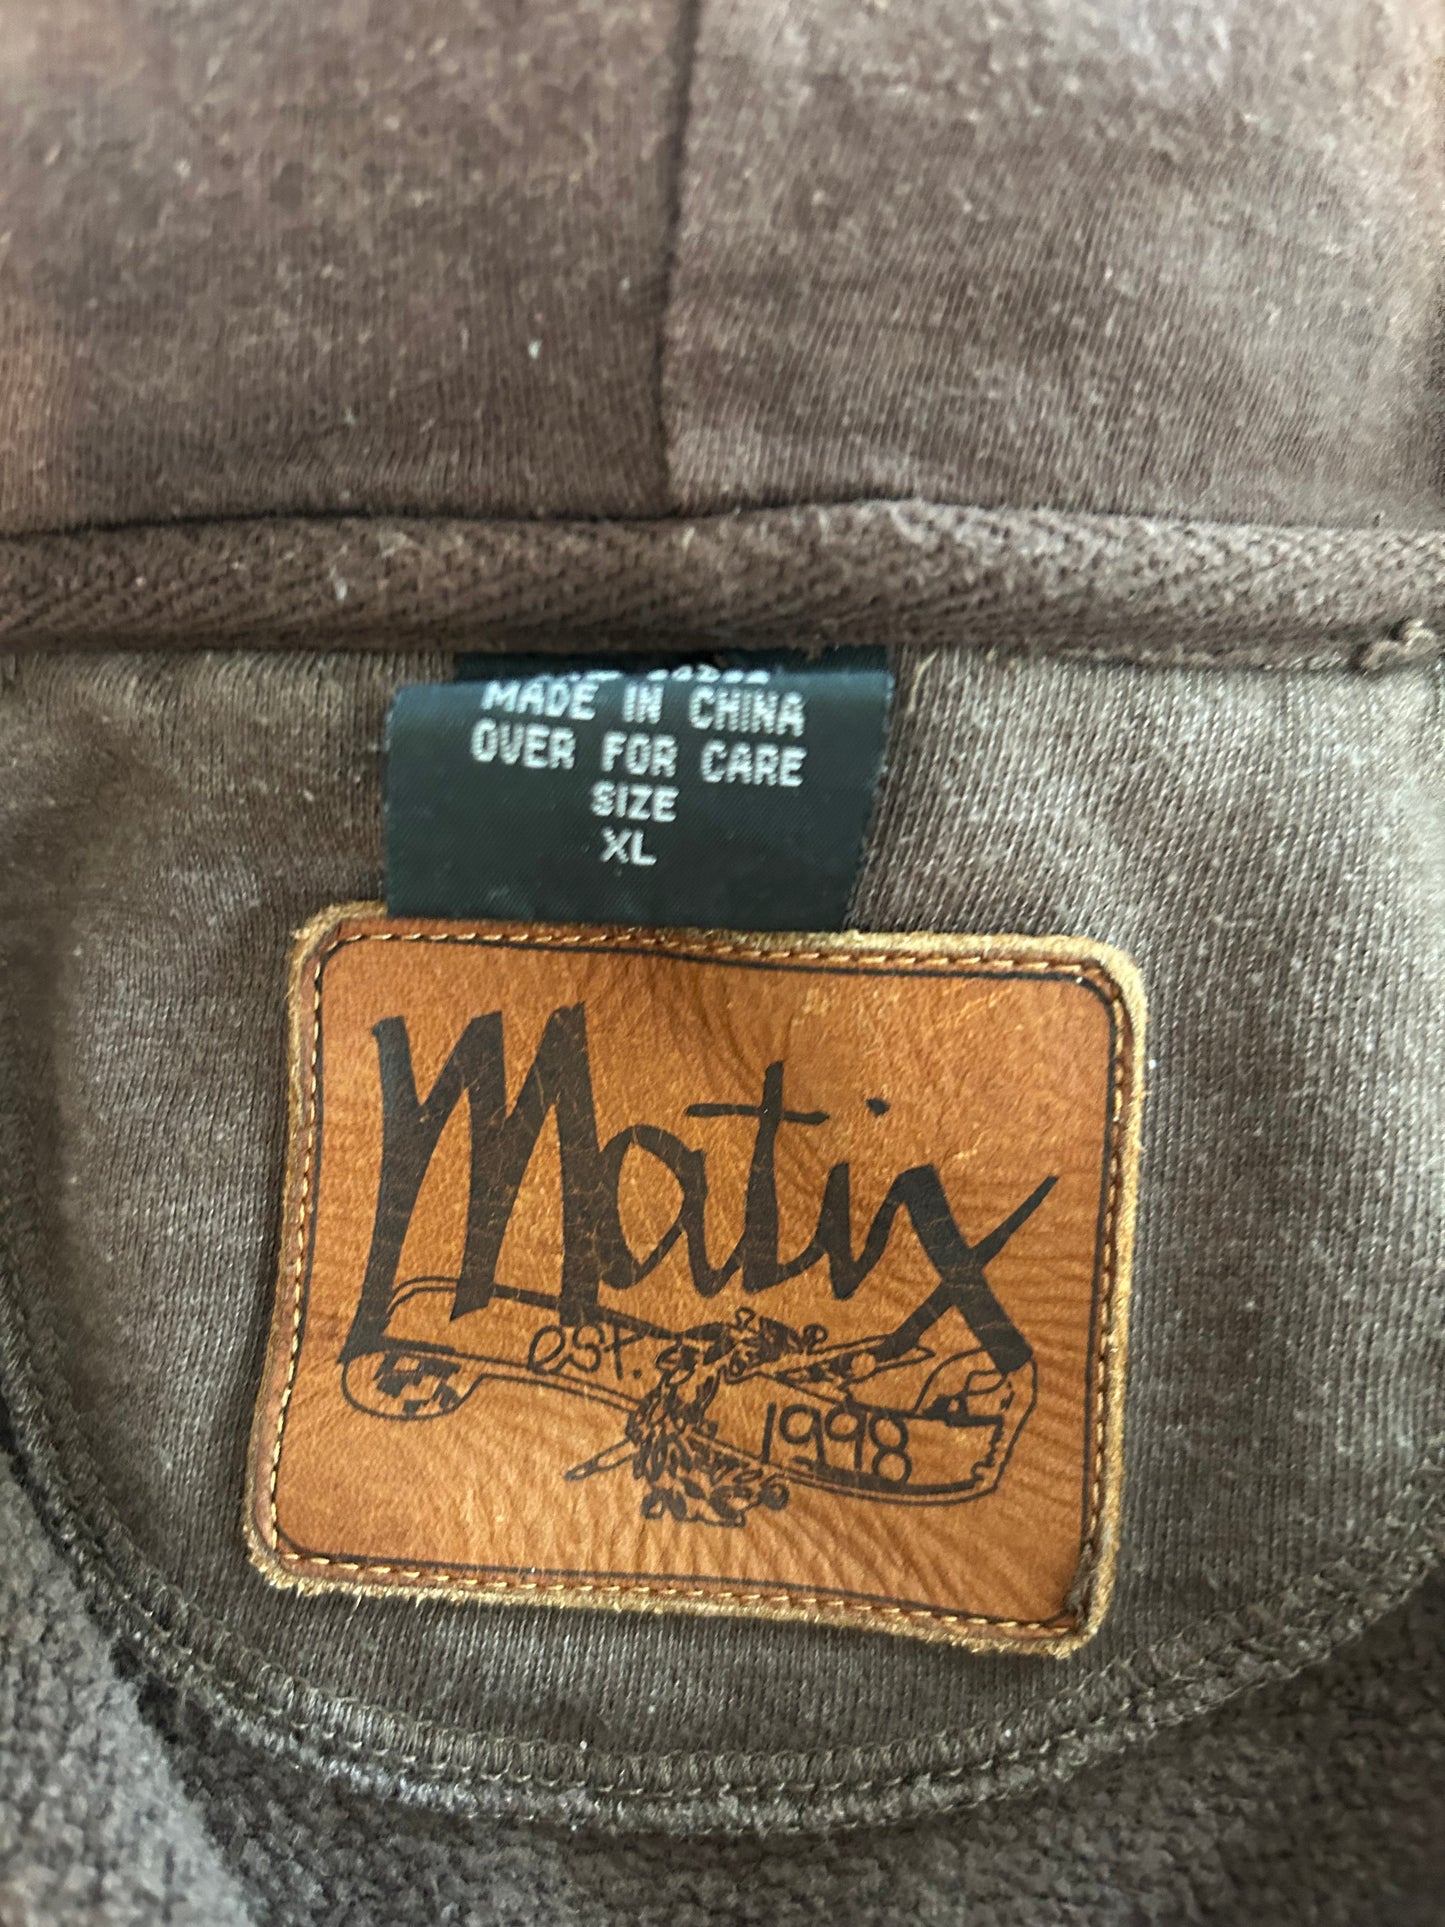 MADE IN CHINA
OVER FOR CARE
SIZE
XL
Matix
est.
1998